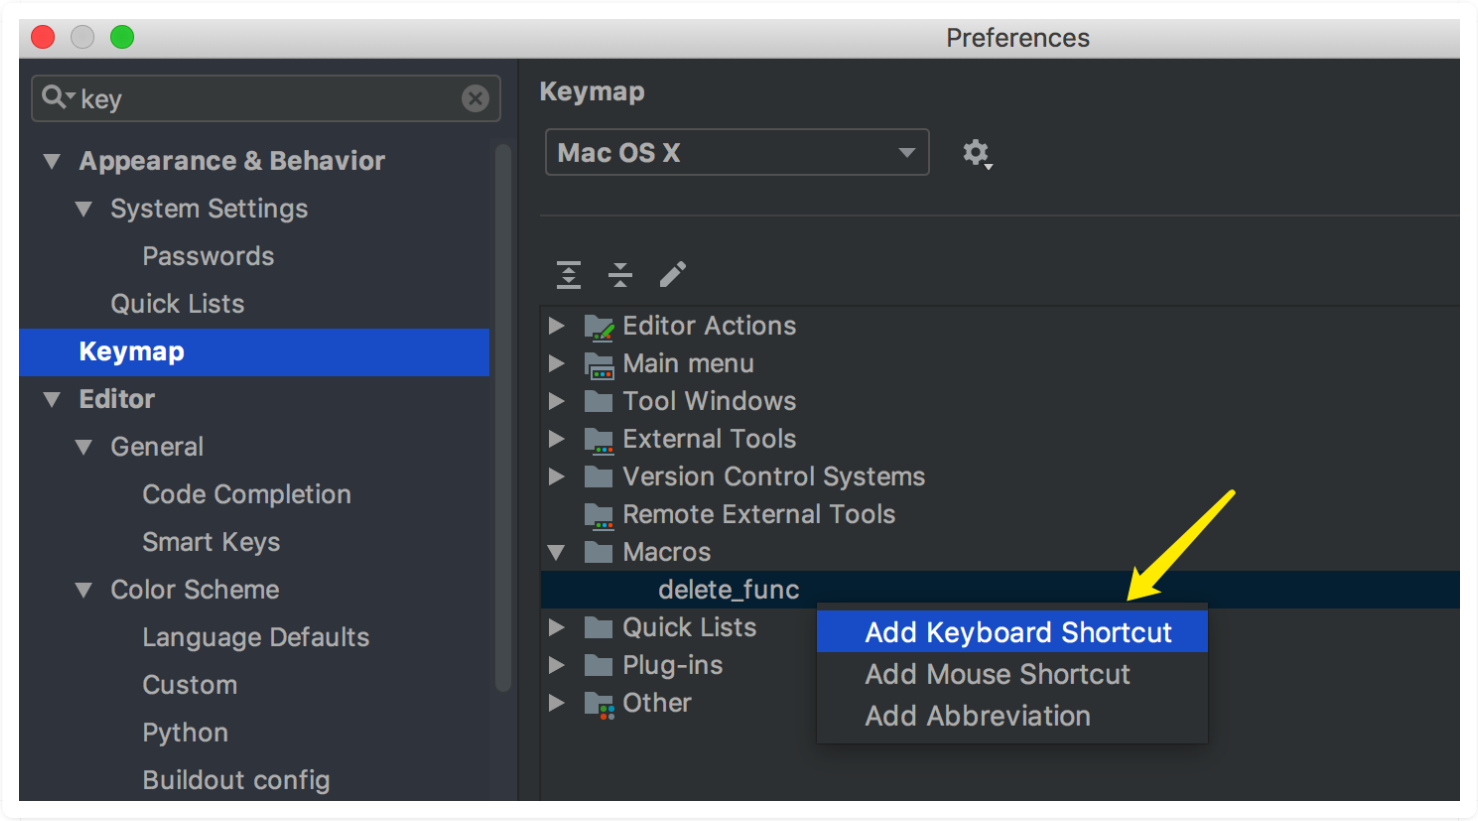 Preferences
key
Appearance & Behavior
System Settings
Passwords
Quick Lists
Keymap
Editor
General
Code Completion
Smart Keys
Color Scheme
Language Defaults
Custom
Python
Buildout config
Keymap
Mac OS X
Editor Actions
Main menu
Tool Windows
External Tools
Version Control Systems
Remote External Tools
Macros
delete_func
Quick Lists
Plug-ins
Other
Add Keyboard Shortcut
Add Mouse Shortcut
Add Abbreviation